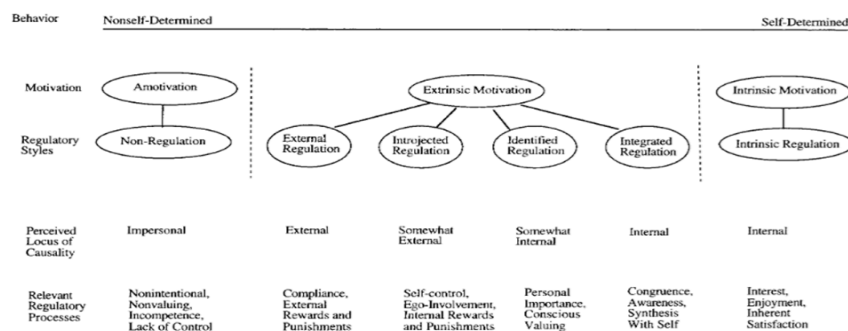 Behavior Nonself-Determined Self-Determined
Motivation Amotivation Extrinsic Motivation Intrinsic Motivation
Regulatory
Styles
Non-Regulation
External
Regulation
Introjected
Regulation
Identified
Regulation
Integrated
Regulation
Intrinsic Regulation
Perceived
Locus of
Causality
Impersonal
External
Somewhat
External
Somewhat
Internal
Internal
Internal
Relevant
Regulatory
Processes
Nonintentional,
Nonvaluing,
Incompetence,
Lack of Control
Compliance,
External
Rewards and
Punishments
Self-control,
Ego-Involvement,
Internal Rewards
and Punishments
Personal
Importance,
Conscious
Valuing
Congruence,
Awareness,
Synthesis
With Self
Interest,
Enjoyment,
Inherent
Satisfaction